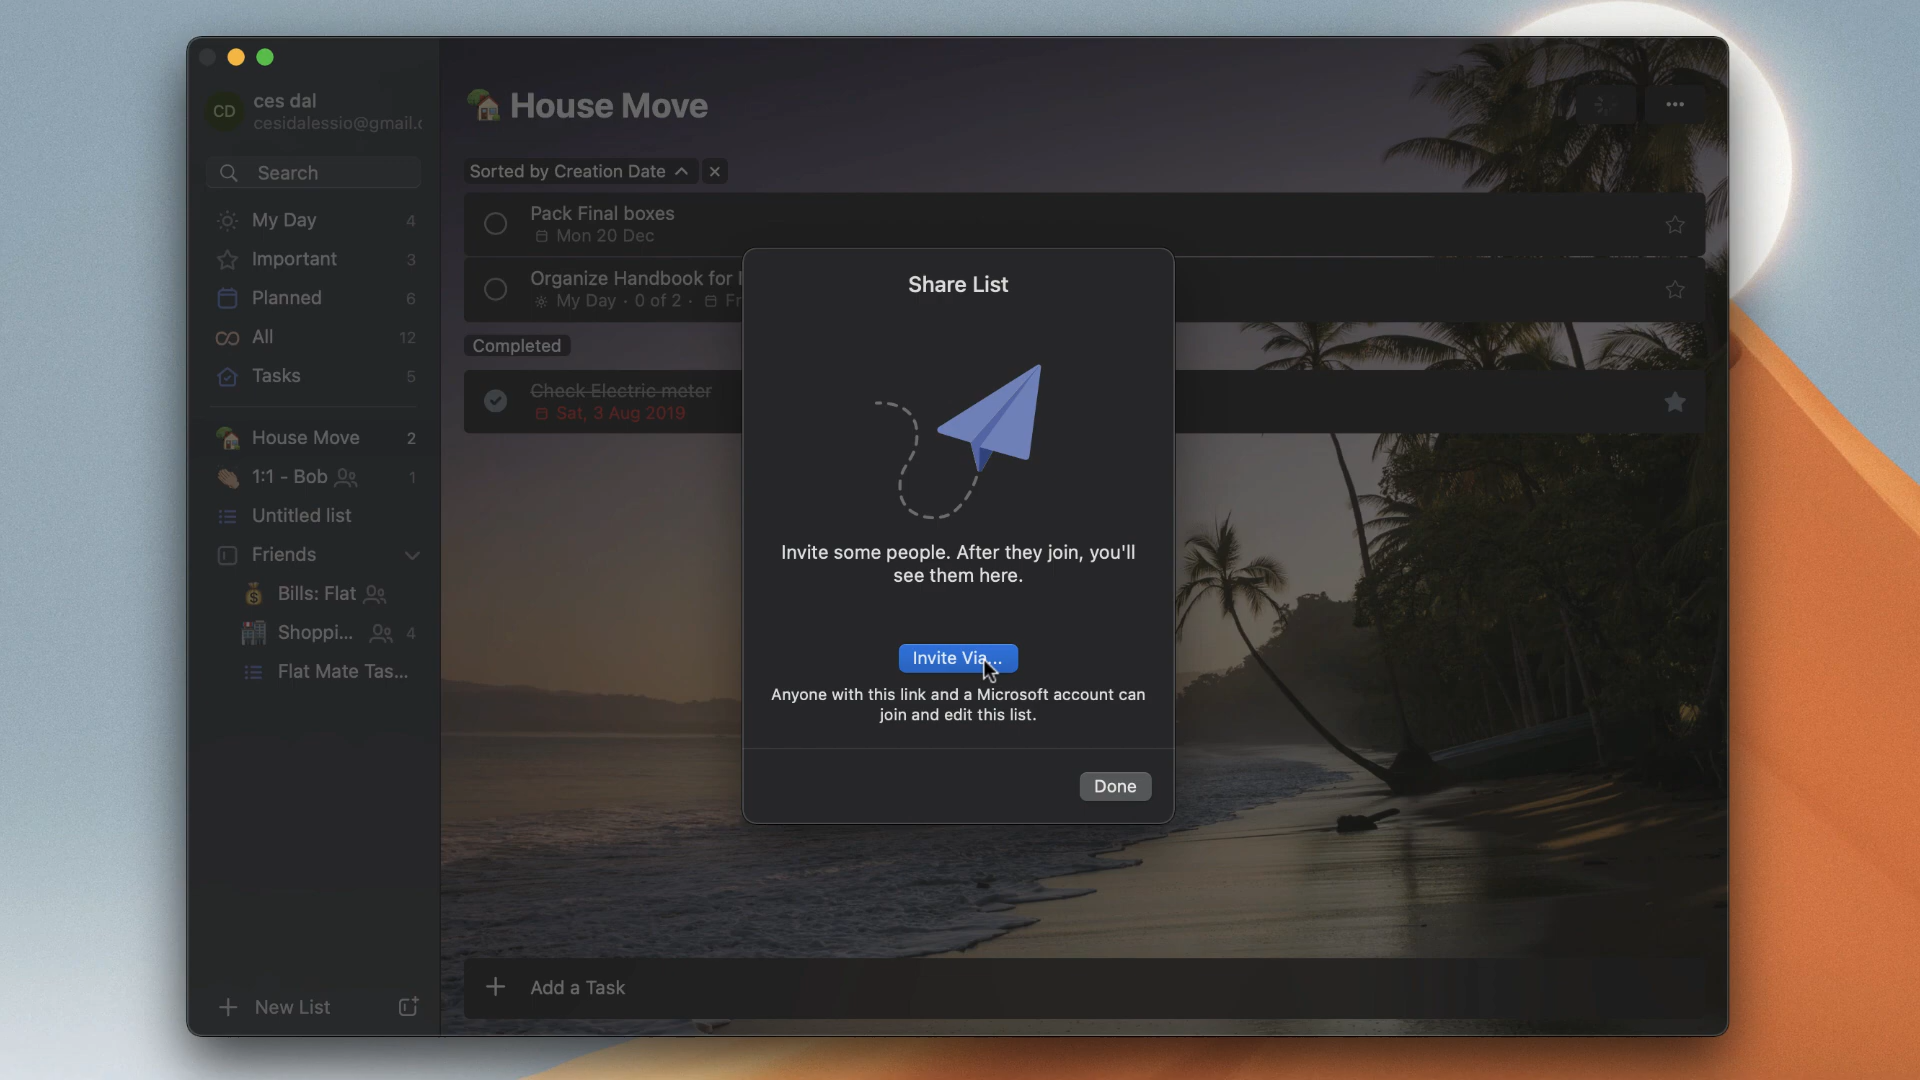 CD
ces dal
cesidalessio@gmail.
Search
My Day 4
Important 3
Planned 6
All 12
Tasks 5
House Move 2
1:1 - Bob 1
Untitled list
Friends
Bills: Flat
Shoppi... 4
Flat Mate Tas...
New List
House Move
Sorted by Creation Date
Pack Final boxes
Mon 20 Dec
Organize Handbook for
My Day · 0 of 2 · Fr
Completed
Check Electric meter
Sat, 3 Aug 2019
Add a Task
Share List
Invite some people. After they join, you'll
see them here.
Invite Via...
Anyone with this link and a Microsoft account can
join and edit this list.
Done